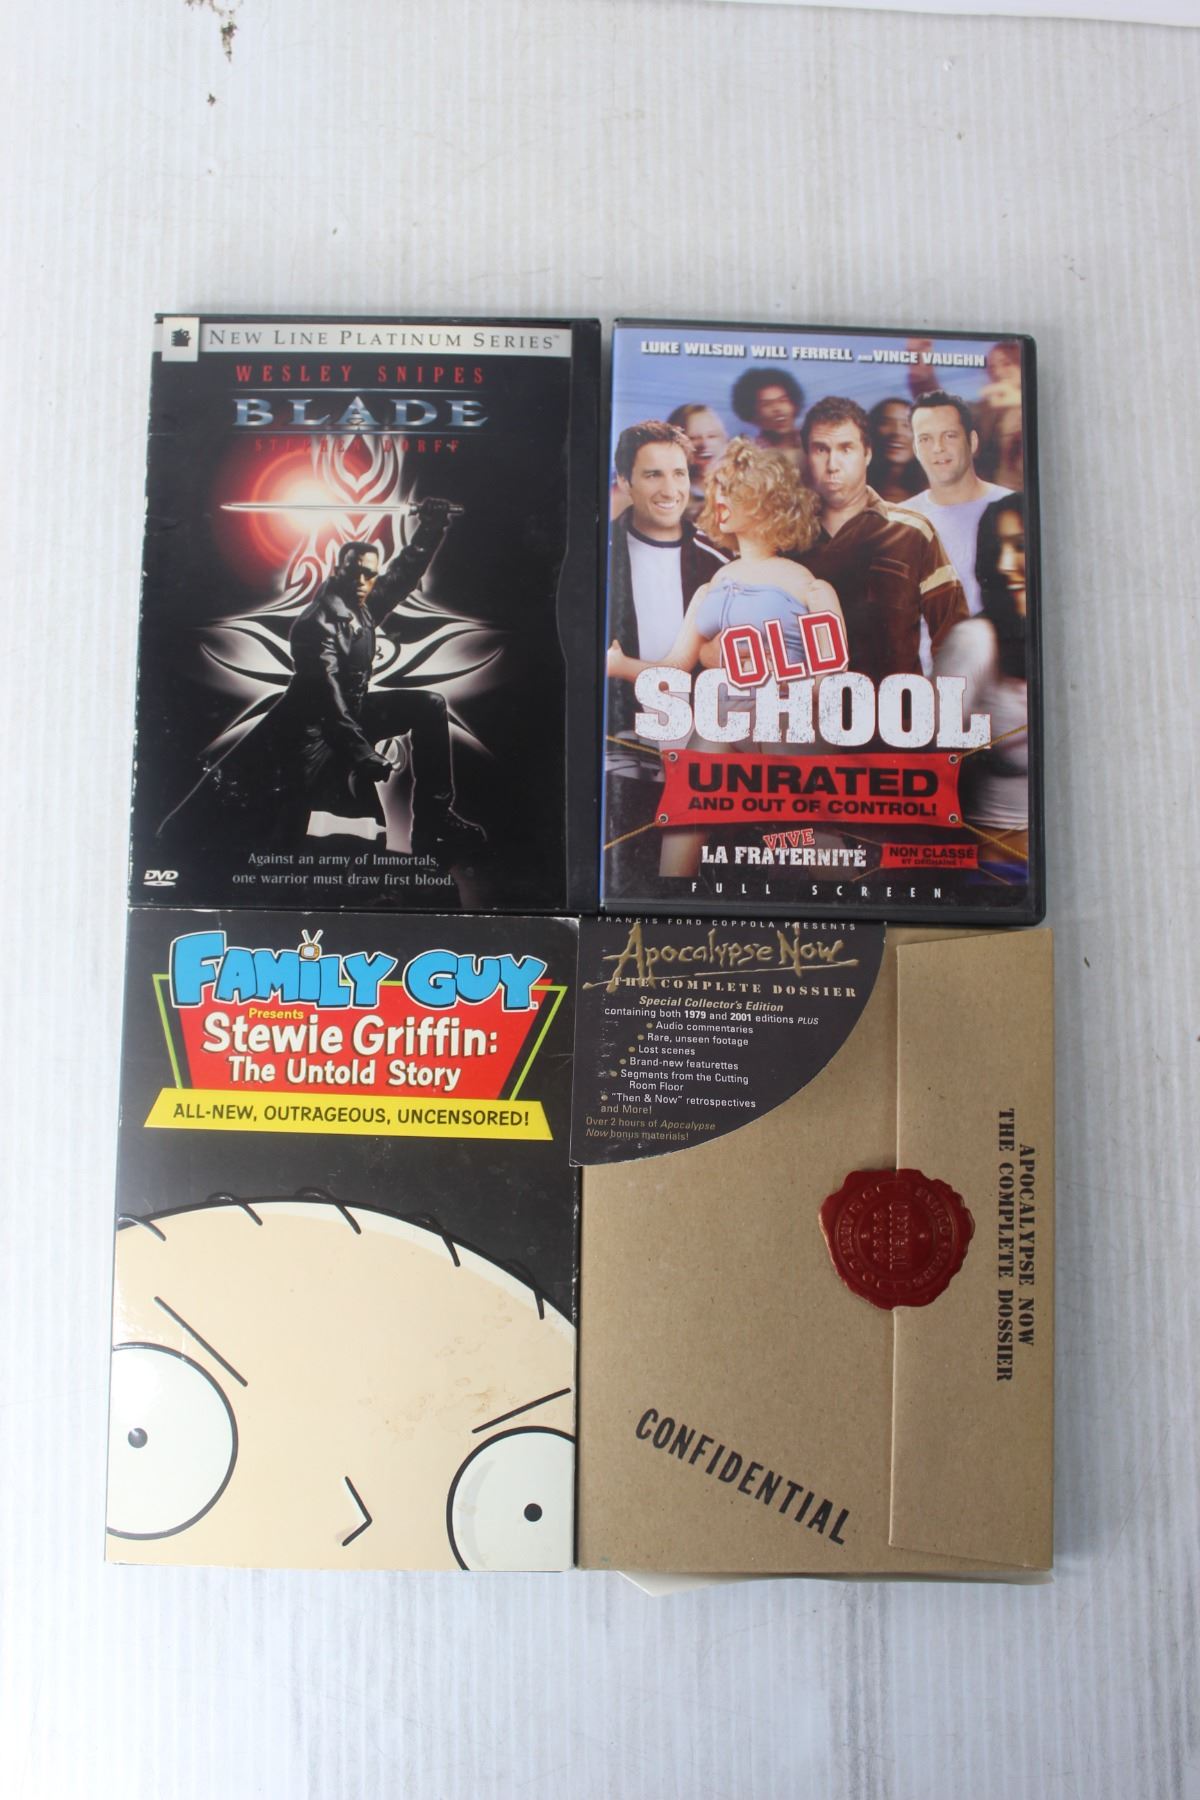 NEW LINE PLATINUM SERIES™
WESLEY SNIPES
BLADE
STEPHEN DORFF
Against an army of Immortals,
one warrior must draw first blood.
DVD
LUKE WILSON WILL FERRELL AND VINCE VAUGHN
OLD
SCHOOL
UNRATED
AND OUT OF CONTROL!
VIVE
LA FRATERNITÉ
NON CLASSÉ
ET DÉCHAÎNÉ!
FULL SCREEN
FAMILY GUY
Presents
Stewie Griffin:
The Untold Story
ALL-NEW, OUTRAGEOUS, UNCENSORED!
FRANCIS FORD COPPOLA PRESENTS
Apocalypse Now
THE COMPLETE DOSSIER
Special Collector's Edition
containing both 1979 and 2001 editions PLUS
Audio commentaries
Rare, unseen footage
Lost scenes
Brand-new featurettes
Segments from the Cutting
Room Floor
"Then & Now" retrospectives
and More!
Over 2 hours of Apocalypse
Now bonus materials!
APOCALYPSE NOW
THE COMPLETE DOSSIER
CONFIDENTIAL